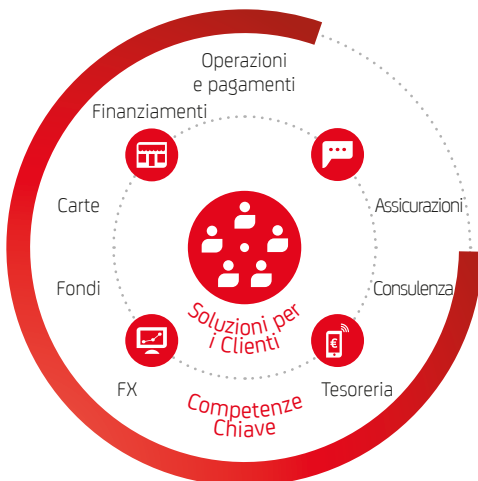 Operazioni
e pagamenti
Finanziamenti
Carte
Assicurazioni
Fondi
Consulenza
Soluzioni per
i Clienti
€
FX
Tesoreria
Competenze
Chiave